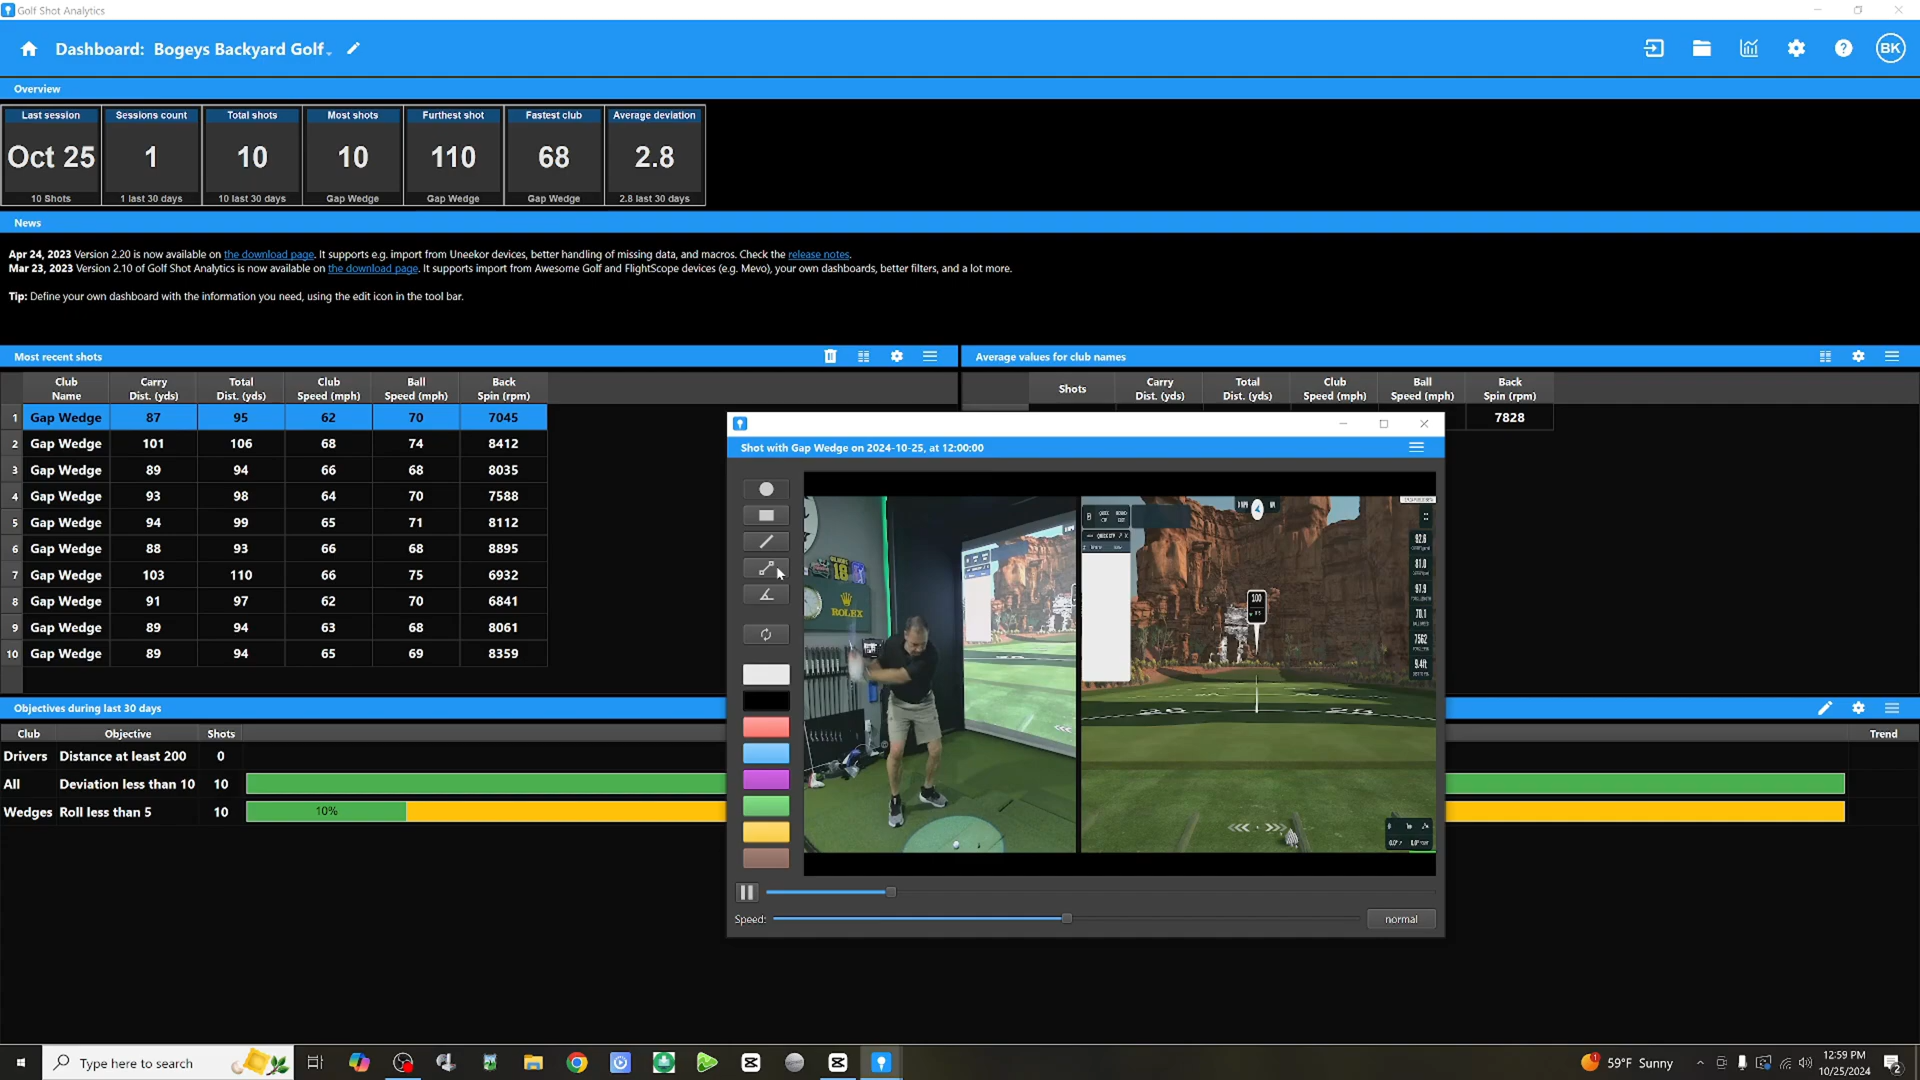 Golf Shot Analytics
Dashboard: Bogeys Backyard Golf
BK
Overview
Last session
Oct 25
10 Shots
Sessions count
1
1 last 30 days
Total shots
10
10 last 30 days
Most shots
10
Gap Wedge
Furthest shot
110
Gap Wedge
Fastest club
68
Gap Wedge
Average deviation
2.8
2.8 last 30 days
News
Apr 24, 2023 Version 2.20 is now available on the download page. It supports e.g. import from Uneekor devices, better handling of missing data, and macros. Check the release notes.
Mar 23, 2023 Version 2.10 of Golf Shot Analytics is now available on the download page. It supports import from Awesome Golf and FlightScope devices (e.g. Mevo), your own dashboards, better filters, and a lot more.
Tip: Define your own dashboard with the information you need, using the edit icon in the tool bar.
Most recent shots
Club Name Carry Dist. (yds) Total Dist. (yds) Club Speed (mph) Ball Speed (mph) Back Spin (rpm)
1 Gap Wedge 87 95 62 70 7045
2 Gap Wedge 101 106 68 74 8412
3 Gap Wedge 89 94 66 68 8035
4 Gap Wedge 93 98 64 70 7588
5 Gap Wedge 94 99 65 71 8112
6 Gap Wedge 88 93 66 68 8895
7 Gap Wedge 103 110 66 75 6932
8 Gap Wedge 91 97 62 70 6841
9 Gap Wedge 89 94 63 68 8061
10 Gap Wedge 89 94 65 69 8359
Average values for club names
Shots Carry Dist. (yds) Total Dist. (yds) Club Speed (mph) Ball Speed (mph) Back Spin (rpm)
7828
Shot with Gap Wedge on 2024-10-25, at 12:00:00
18
ROLEX
100
92.6
81.0
97.9
70.1
7562
9.4ft
Speed:
normal
Objectives during last 30 days
Club Objective Shots
Trend
Drivers Distance at least 200 0
All Deviation less than 10 10
Wedges Roll less than 5 10 10%
Type here to search
59°F Sunny
12:59 PM
10/25/2024
2